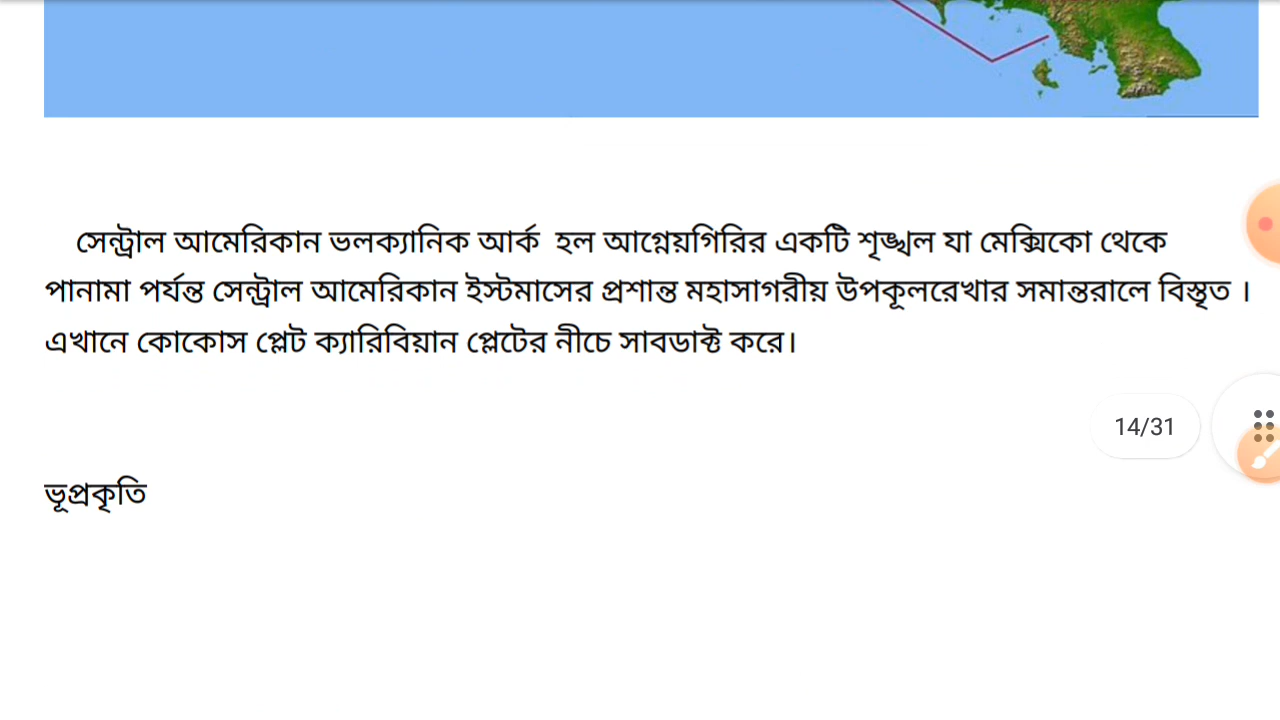 সেন্ট্রাল আমেরিকান ভলক্যানিক আর্ক হল আগ্নেয়গিরির একটি শৃঙ্খল যা মেক্সিকো থেকে
পানামা পর্যন্ত সেন্ট্রাল আমেরিকান ইস্টমাসের প্রশান্ত মহাসাগরীয় উপকূলরেখার সমান্তরালে বিস্তৃত ।
এখানে কোকোস প্লেট ক্যারিবিয়ান প্লেটের নীচে সাবডাক্ট করে।
14/31
ভূপ্রকৃতি